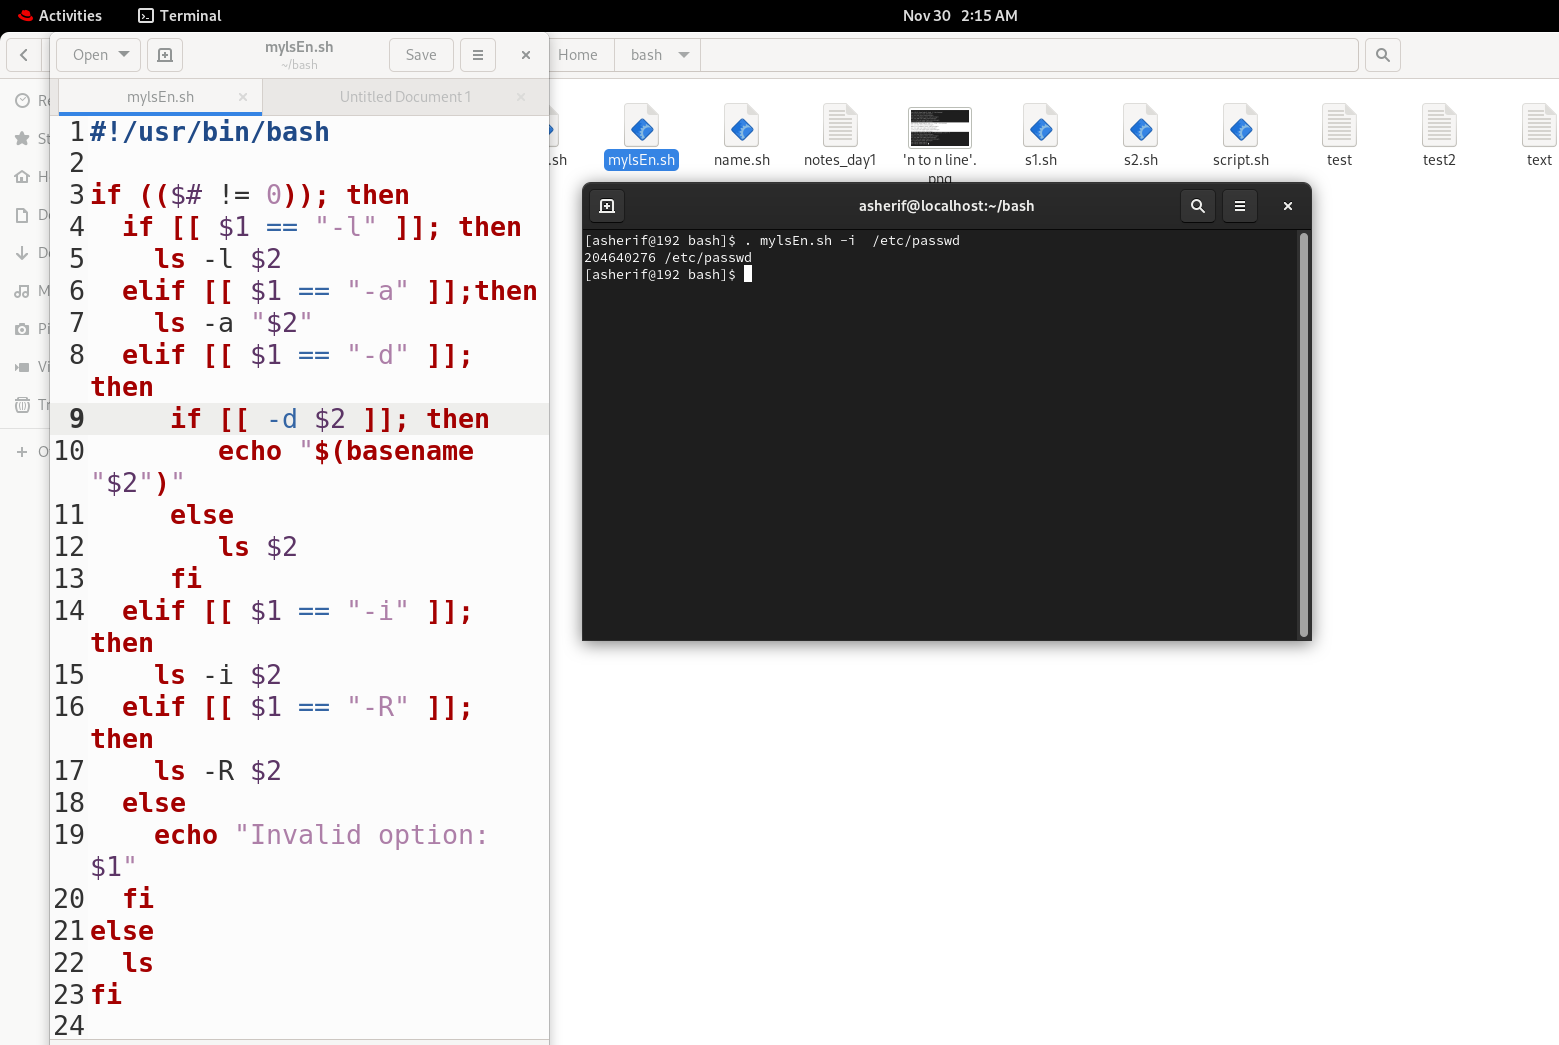 Activities
Terminal
Nov 30 2:15 AM
Open
mylsEn.sh
~/bash
Save
Home
bash
mylsEn.sh
Untitled Document 1
.sh
mylsEn.sh
name.sh
notes_day1
'n to n line'.
png
s1.sh
s2.sh
script.sh
test
test2
text
1 #!/usr/bin/bash
2
3 if (($# != 0)); then
4 if [[ $1 == "-l" ]]; then
5 ls -l $2
6 elif [[ $1 == "-a" ]];then
7 ls -a "$2"
8 elif [[ $1 == "-d" ]];
then
9 if [[ -d $2 ]]; then
10 echo "$(basename
"$2")"
11 else
12 ls $2
13 fi
14 elif [[ $1 == "-i" ]];
then
15 ls -i $2
16 elif [[ $1 == "-R" ]];
then
17 ls -R $2
18 else
19 echo "Invalid option:
$1"
20 fi
21 else
22 ls
23 fi
24
asherif@localhost:~/bash
[asherif@192 bash]$ . mylsEn.sh -i  /etc/passwd
204640276 /etc/passwd
[asherif@192 bash]$